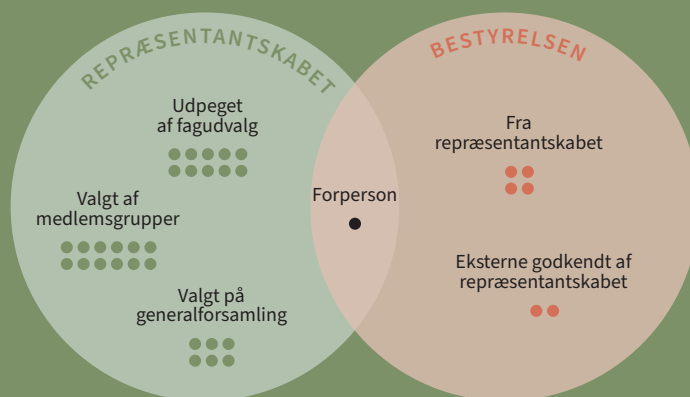 REPRÆSENTANTSKABET
Udpeget
af fagudvalg
Valgt af
medlemsgrupper
Valgt på
generalforsamling
Forperson
BESTYRELSEN
Fra
repræsentantskabet
Eksterne godkendt af
repræsentantskabet